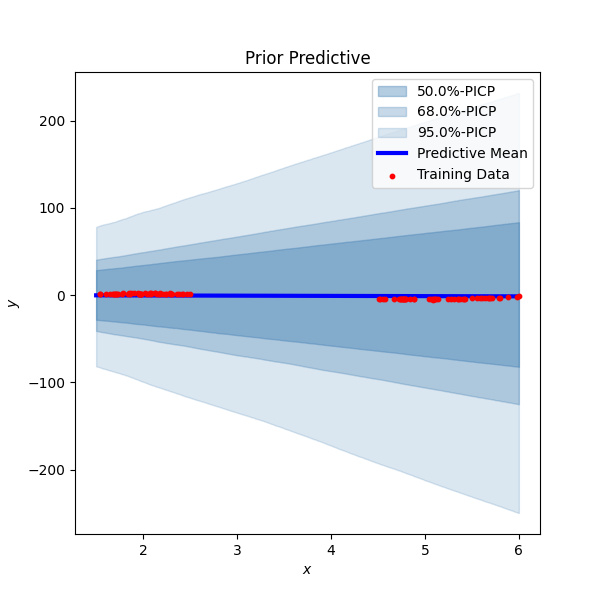 Prior Predictive
50.0%-PICP
68.0%-PICP
95.0%-PICP
Predictive Mean
Training Data
y
200
100
0
−100
−200
2
3
4
5
6
x